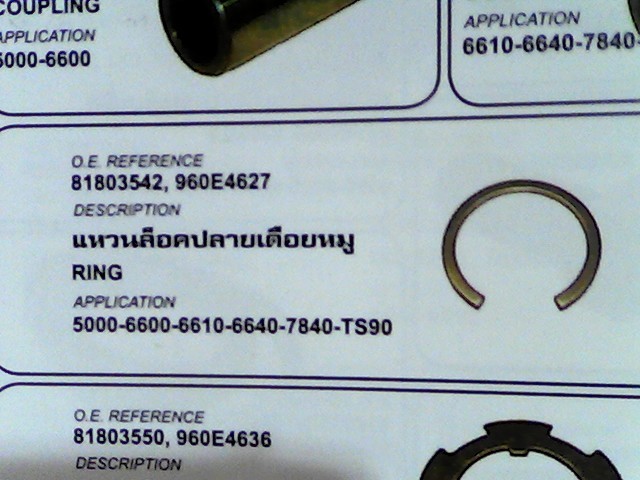 COUPLING
APPLICATION
5000-6600
APPLICATION
6610-6640-7840-
O.E. REFERENCE
81803542, 960E4627
DESCRIPTION
แหวนล็อคปลายเดือยหมู
RING
APPLICATION
5000-6600-6610-6640-7840-TS90
O.E. REFERENCE
81803550, 960E4636
DESCRIPTION